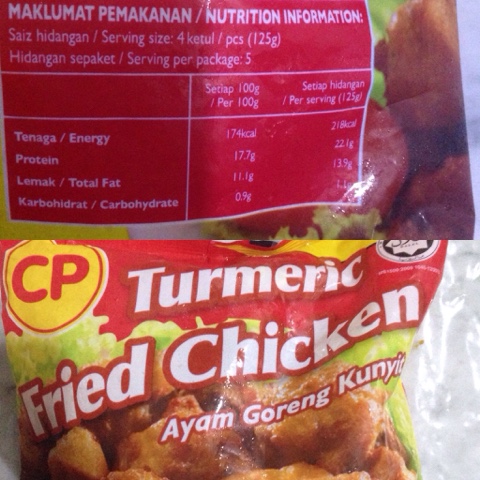 MAKLUMAT PEMAKANAN / NUTRITION INFORMATION:
Saiz hidangan / Serving size: 4 ketul / pcs (125g)
Hidangan sepaket / Serving per package: 5
Setiap 100g / Per 100g
Setiap hidangan / Per serving (125g)
Tenaga / Energy 174kcal 218kcal
Protein 17.7g 22.1g
Lemak / Total Fat 11.1g 13.9g
Karbohidrat / Carbohydrate 0.9g 1.1g
CP
Turmeric
Fried Chicken
Ayam Goreng Kunyit